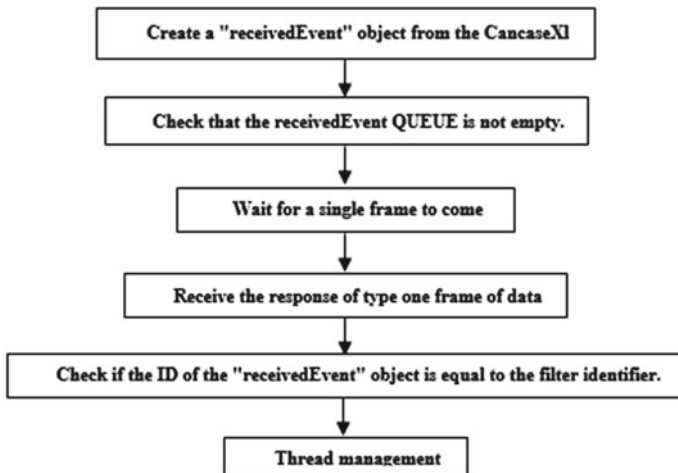 Create a "receivedEvent" object from the CancaseXl
Check that the receivedEvent QUEUE is not empty.
Wait for a single frame to come
Receive the response of type one frame of data
Check if the ID of the "receivedEvent" object is equal to the filter identifier.
Thread management